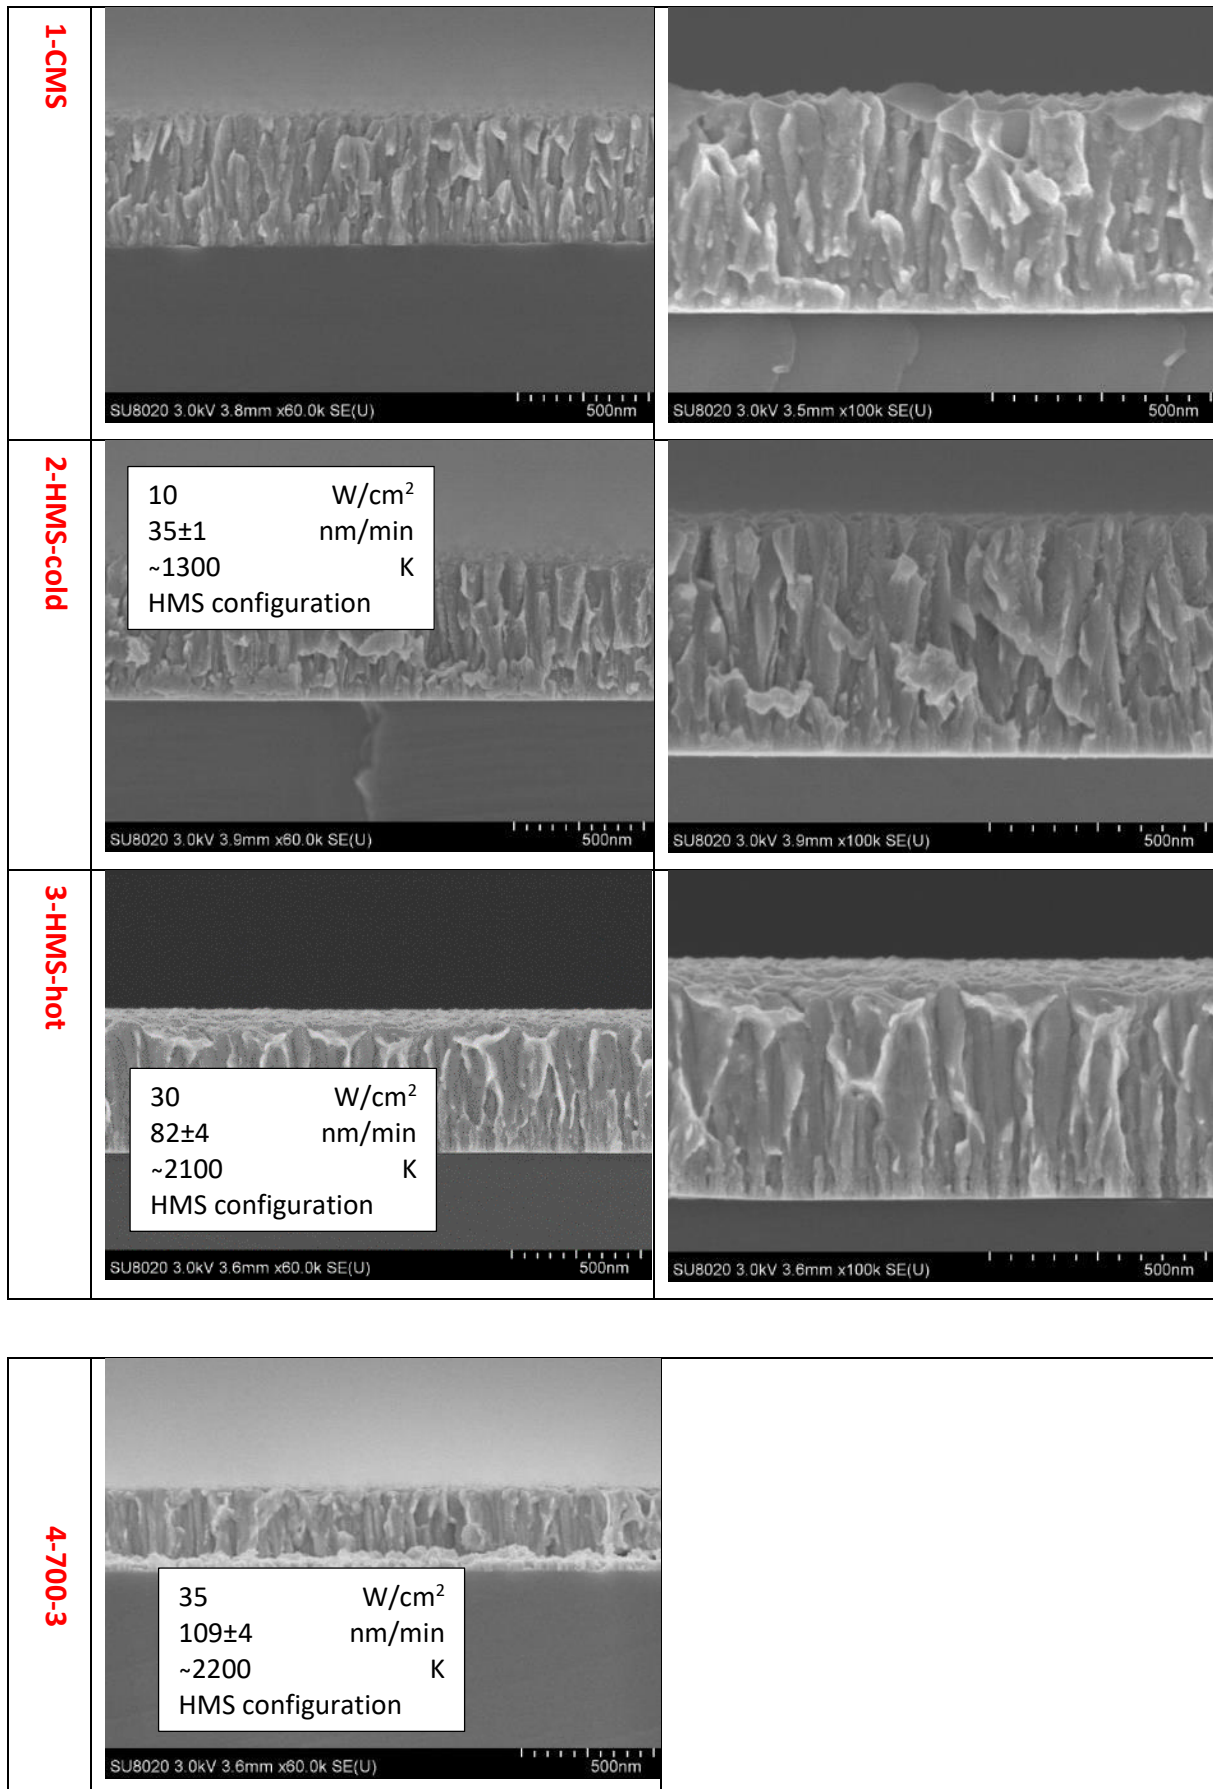 1-CMS
SU8020 3.0kV 3.8mm x60.0k SE(U) 500nm
SU8020 3.0kV 3.5mm x100k SE(U) 500nm
2-HMS-cold
10 W/cm²
35±1 nm/min
~1300 K
HMS configuration
SU8020 3.0kV 3.9mm x60.0k SE(U) 500nm
SU8020 3.0kV 3.9mm x100k SE(U) 500nm
3-HMS-hot
30 W/cm²
82±4 nm/min
~2100 K
HMS configuration
SU8020 3.0kV 3.6mm x60.0k SE(U) 500nm
SU8020 3.0kV 3.6mm x100k SE(U) 500nm
4-700-3
35 W/cm²
109±4 nm/min
~2200 K
HMS configuration
SU8020 3.0kV 3.6mm x60.0k SE(U) 500nm